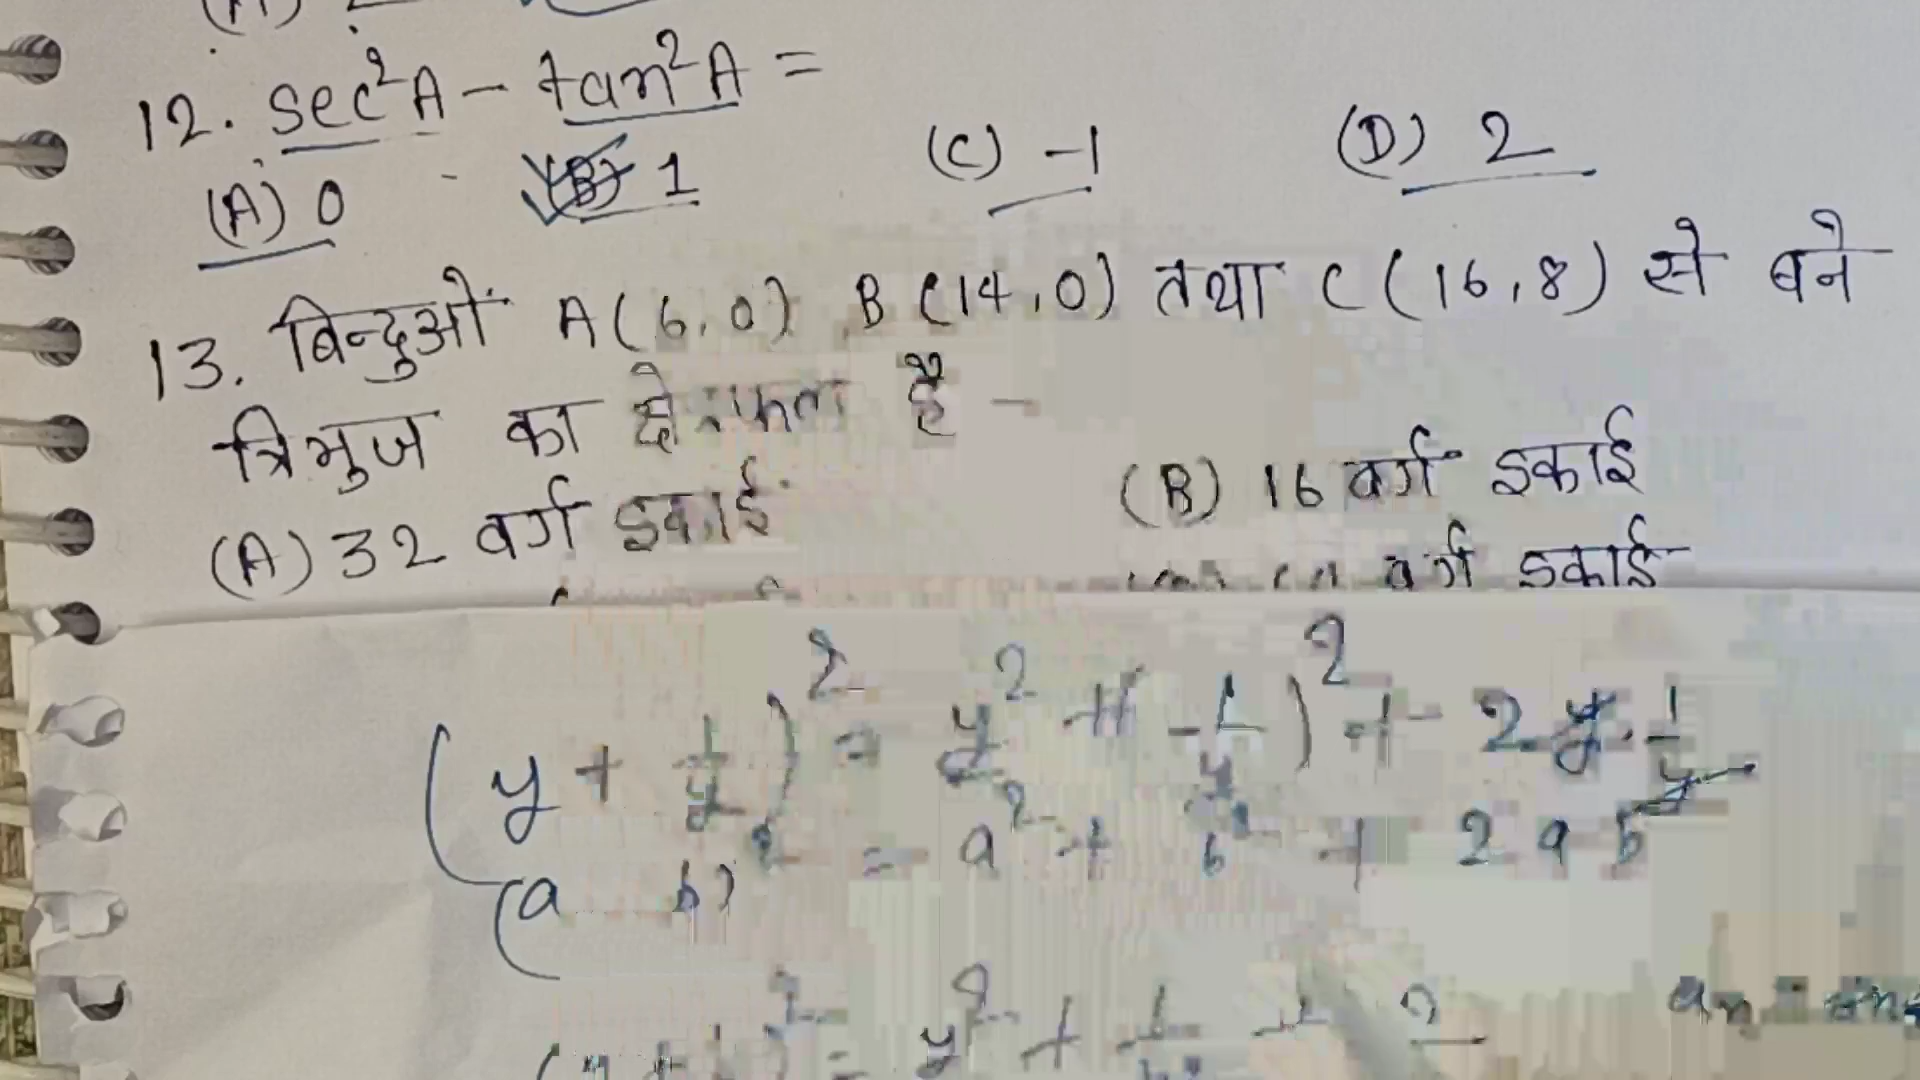 12. sec²A - tan²A =
(A) 0 (B) 1 (C) -1 (D) 2
13. बिन्दुओं A(6,0) B(14,0) तथा C(16,8) से बने
त्रिभुज का क्षेत्रफल है -
(A) 32 वर्ग इकाई (B) 16 वर्ग इकाई
वर्ग इकाई
(y + 1/y)² = y² + (1/y)² + 2·y·1/y
(a b)² = a² + b² + 2ab